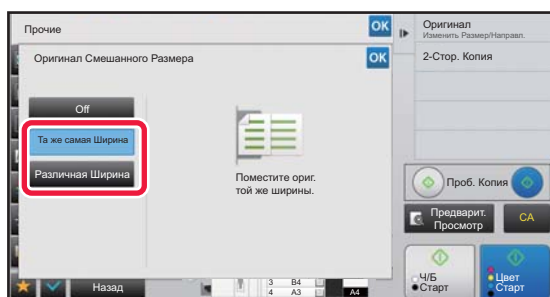 Прочие
OK
Оригинал Смешанного Размера
OK
Off
Та же самая Ширина
Различная Ширина
Поместите ориг.
той же ширины.
Назад
3 B4
4 A3
A4
Оригинал
Изменить Размер/Направл.
2-Стор. Копия
Проб. Копия
Предварит.
Просмотр
CA
Ч/Б
Старт
Цвет
Старт